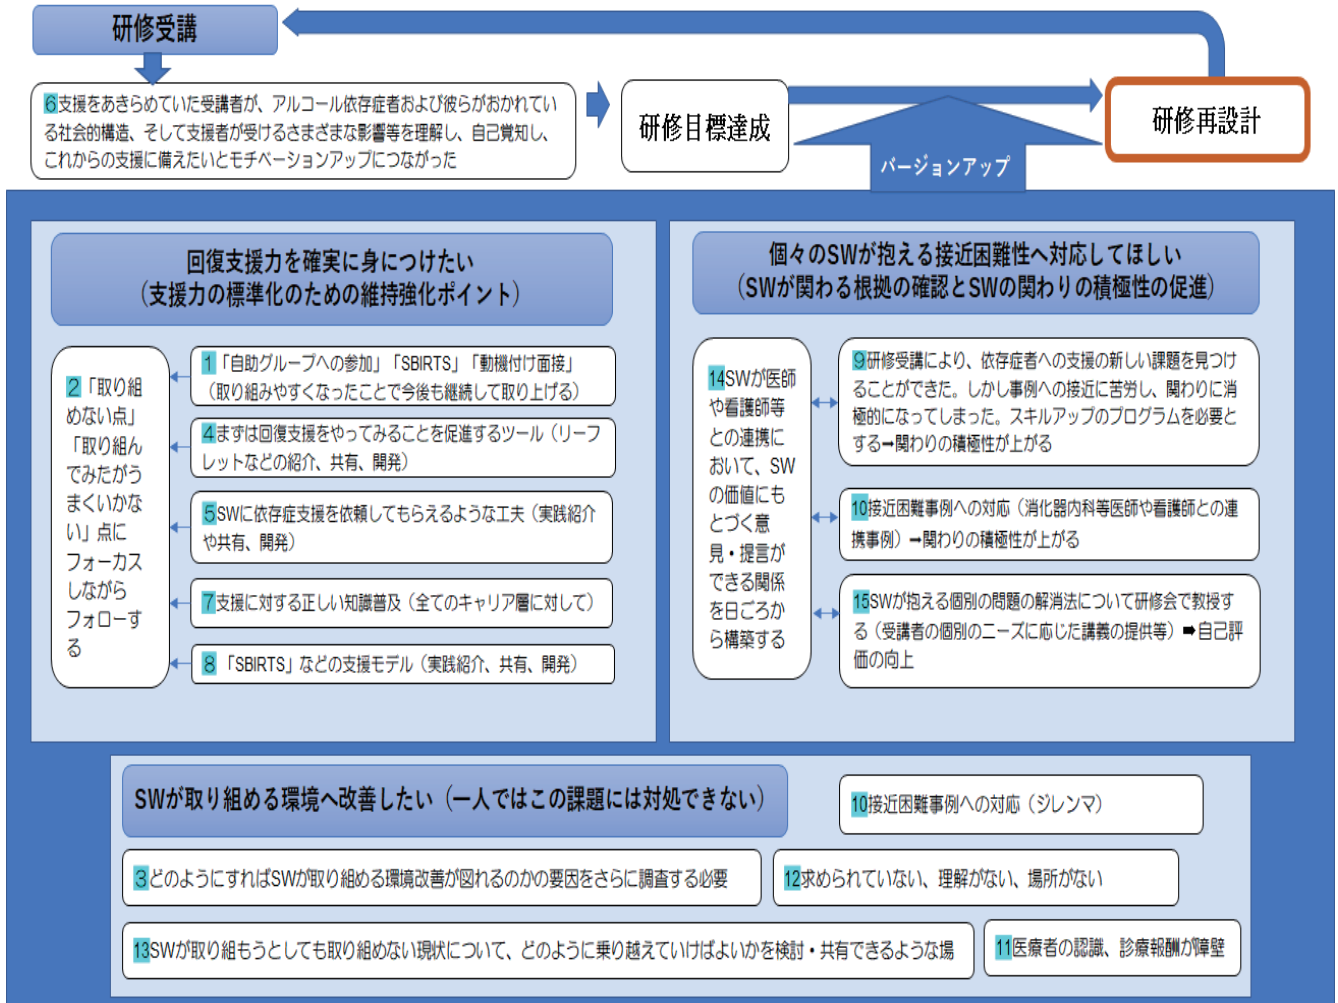 研修受講
6支援をあきらめていた受講者が、アルコール依存症者および彼らがおかれてい
る社会的構造、そして支援者が受けるさまざまな影響等を理解し、自己覚知し、
これからの支援に備えたいとモチベーションアップにつながった
研修目標達成
バージョンアップ
研修再設計
回復支援力を確実に身につけたい
（支援力の標準化のための維持強化ポイント）
2「取り組
めない点」
「取り組ん
でみたがう
まくいかな
い」点に
フォーカス
しながら
フォローす
る
1「自助グループへの参加」「SBIRTS」「動機付け面接」
（取り組みやすくなったことで今後も継続して取り上げる）
4まずは回復支援をやってみることを促進するツール（リーフ
レットなどの紹介、共有、開発）
5SWに依存症支援を依頼してもらえるような工夫（実践紹介
や共有、開発）
7支援に対する正しい知識普及（全てのキャリア層に対して）
8「SBIRTS」などの支援モデル（実践紹介、共有、開発）
個々のSWが抱える接近困難性へ対応してほしい
（SWが関わる根拠の確認とSWの関わりの積極性の促進）
14SWが医師
や看護師等
との連携に
おいて、SW
の価値にも
とづく意
見・提言が
できる関係
を日ごろか
ら構築する
9研修受講により、依存症者への支援の新しい課題を見つけ
ることができた。しかし事例への接近に苦労し、関わりに消
極的になってしまった。スキルアップのプログラムを必要と
する➡関わりの積極性が上がる
10接近困難事例への対応（消化器内科等医師や看護師との連
携事例）➡関わりの積極性が上がる
15SWが抱える個別の問題の解消法について研修会で教授す
る（受講者の個別のニーズに応じた講義の提供等）➡自己評
価の向上
SWが取り組める環境へ改善したい（一人ではこの課題には対処できない）
10接近困難事例への対応（ジレンマ）
3どのようにすればSWが取り組める環境改善が図れるのかの要因をさらに調査する必要
12求められていない、理解がない、場所がない
13SWが取り組もうとしても取り組めない現状について、どのように乗り越えていけばよいかを検討・共有できるような場
11医療者の認識、診療報酬が障壁